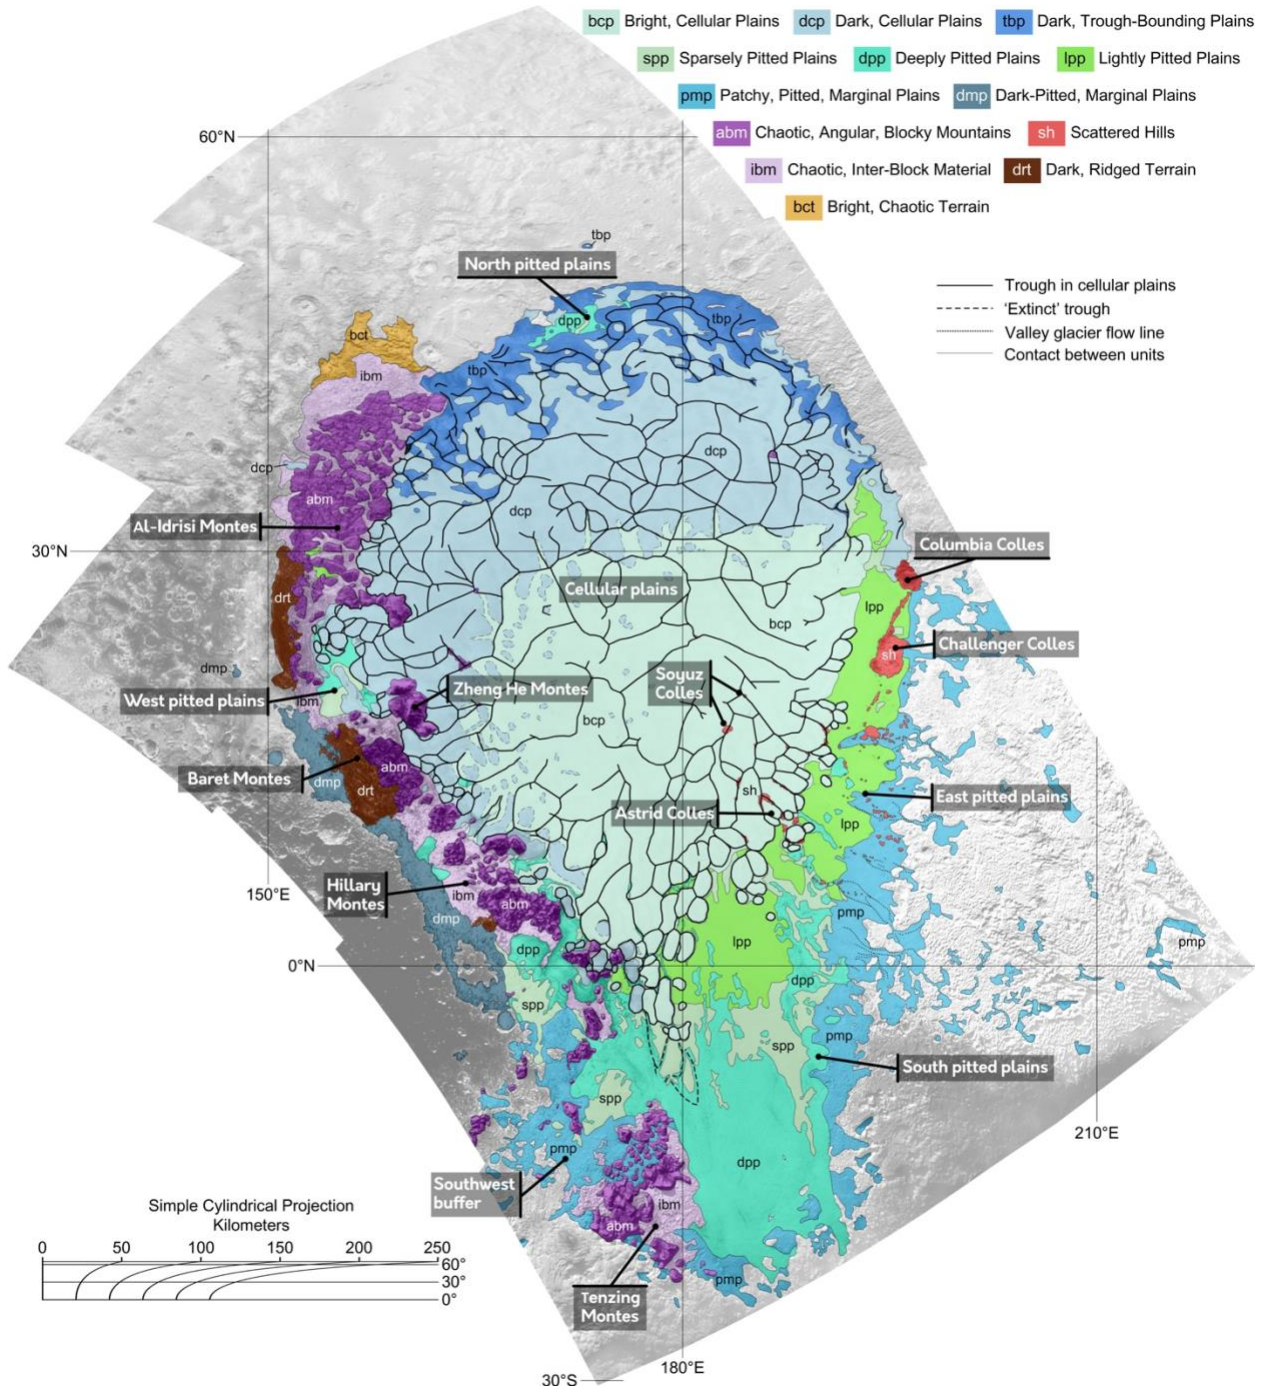 bcp Bright, Cellular Plains dcp Dark, Cellular Plains tbp Dark, Trough-Bounding Plains
spp Sparsely Pitted Plains dpp Deeply Pitted Plains lpp Lightly Pitted Plains
pmp Patchy, Pitted, Marginal Plains dmp Dark-Pitted, Marginal Plains
abm Chaotic, Angular, Blocky Mountains sh Scattered Hills
ibm Chaotic, Inter-Block Material drt Dark, Ridged Terrain
bct Bright, Chaotic Terrain
60°N
tbp
North pitted plains
Trough in cellular plains
'Extinct' trough
Valley glacier flow line
Contact between units
dpp
tbp
bct
tbp
ibm
dcp
dcp
abm
dcp
Al-Idrisi Montes
30°N
Columbia Colles
Cellular plains
drt
lpp
bcp
Challenger Colles
sh
dmp
Soyuz
Colles
Zheng He Montes
West pitted plain
ibm
bcp
Baret Montes
abm
dmp
drt
sh
East pitted plains
Astrid Colles
lpp
150°E
Hillary
Montes
ibm
abm
dmp
pmp
lpp
pmp
dpp
0°N
dpp
spp
pmp
spp
South pitted plains
spp
210°E
pmp
dpp
Southwest
buffer
ibm
abm
Simple Cylindrical Projection
Kilometers
0 50 100 150 200 250
60°
30°
0°
pmp
Tenzing
Montes
180°E
30°S